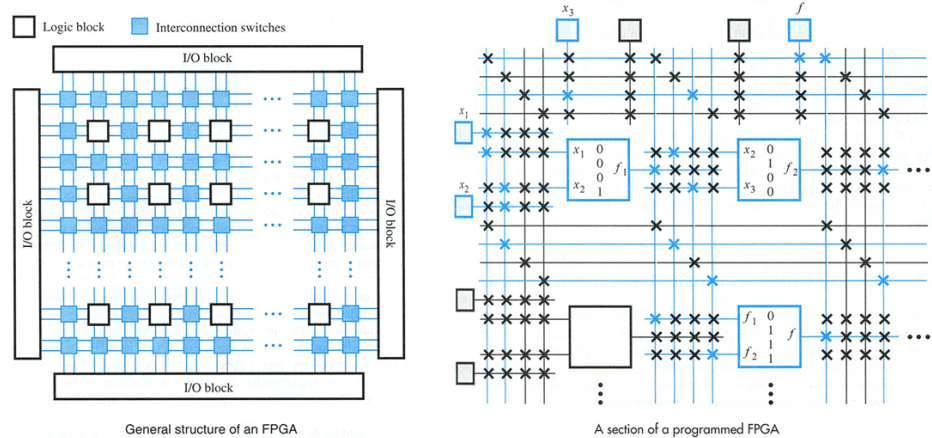 Logic block
Interconnection switches
I/O block
I/O block
I/O block
I/O block
General structure of an FPGA
x3
f
x1
x2
x1 0
0
0
x2 1
f1
x2 0
1
0
x3 0
f2
f1 0
1
1
f2 1
f
A section of a programmed FPGA